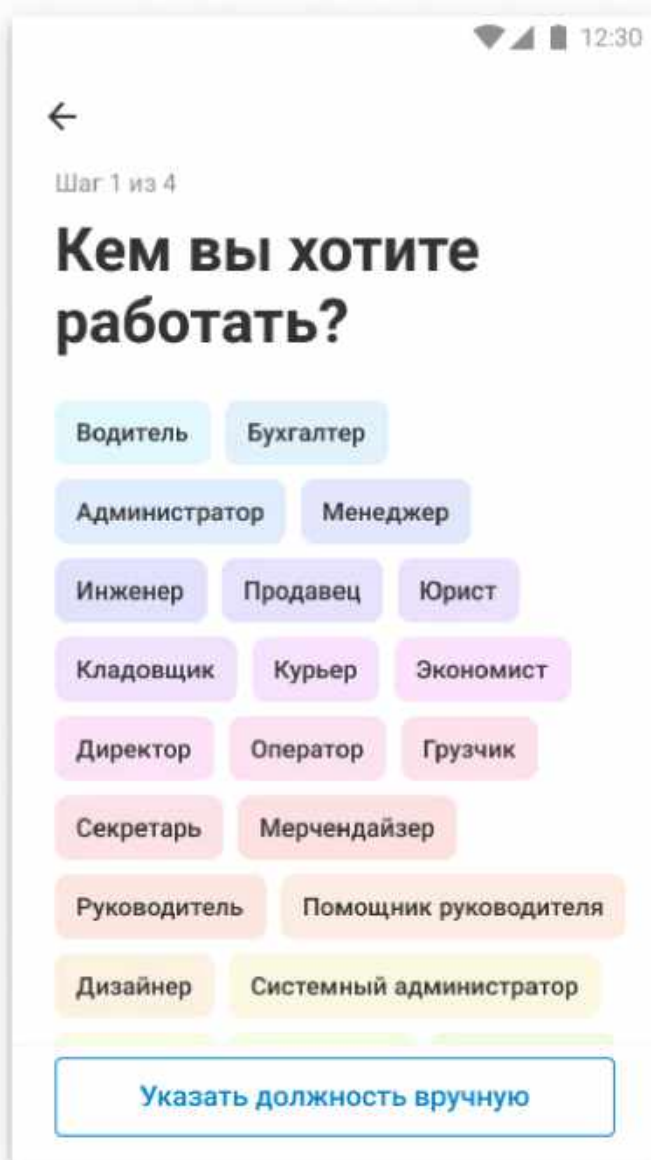 12:30
Шаг 1 из 4
Кем вы хотите
работать?
Водитель Бухгалтер
Администратор Менеджер
Инженер Продавец Юрист
Кладовщик Курьер Экономист
Директор Оператор Грузчик
Секретарь Мерчендайзер
Руководитель Помощник руководителя
Дизайнер Системный администратор
Указать должность вручную